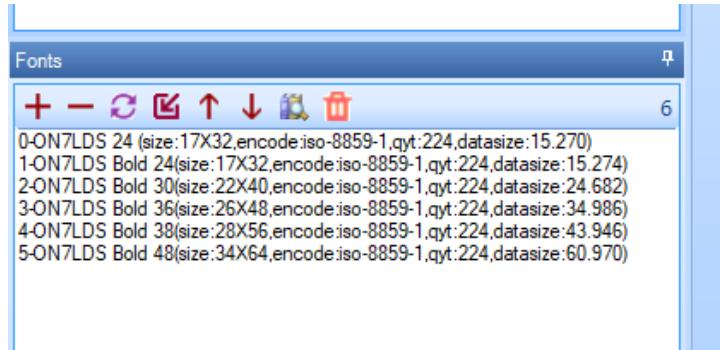 Fonts
6
0-ON7LDS 24 (size:17X32,encode:iso-8859-1,qyt:224,datasize:15.270)
1-ON7LDS Bold 24(size:17X32,encode:iso-8859-1,qyt:224,datasize:15.274)
2-ON7LDS Bold 30(size:22X40,encode:iso-8859-1,qyt:224,datasize:24.682)
3-ON7LDS Bold 36(size:26X48,encode:iso-8859-1,qyt:224,datasize:34.986)
4-ON7LDS Bold 38(size:28X56,encode:iso-8859-1,qyt:224,datasize:43.946)
5-ON7LDS Bold 48(size:34X64,encode:iso-8859-1,qyt:224,datasize:60.970)